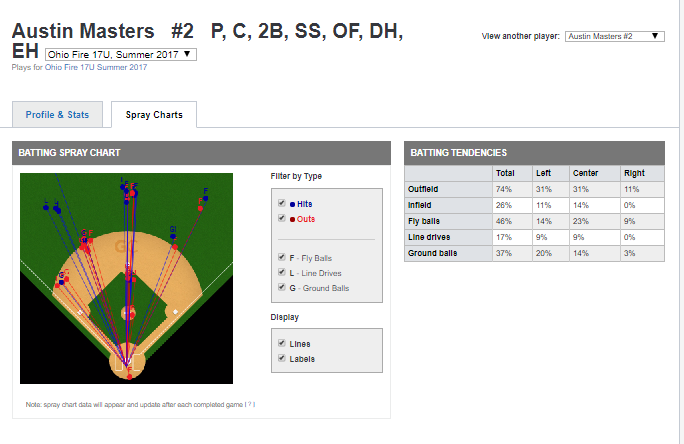 Austin Masters #2 P, C, 2B, SS, OF, DH,
EH Ohio Fire 17U, Summer 2017 ▼
View another player: Austin Masters #2 ▼
Plays for Ohio Fire 17U Summer 2017
Profile & Stats Spray Charts
BATTING SPRAY CHART
Filter by Type
Hits
Outs
F - Fly Balls
L - Line Drives
G - Ground Balls
Display
Lines
Labels
Note: spray chart data will appear and update after each completed game [ ? ]
BATTING TENDENCIES
Total Left Center Right
Outfield 74% 31% 31% 11%
Infield 26% 11% 14% 0%
Fly balls 46% 14% 23% 9%
Line drives 17% 9% 9% 0%
Ground balls 37% 20% 14% 3%